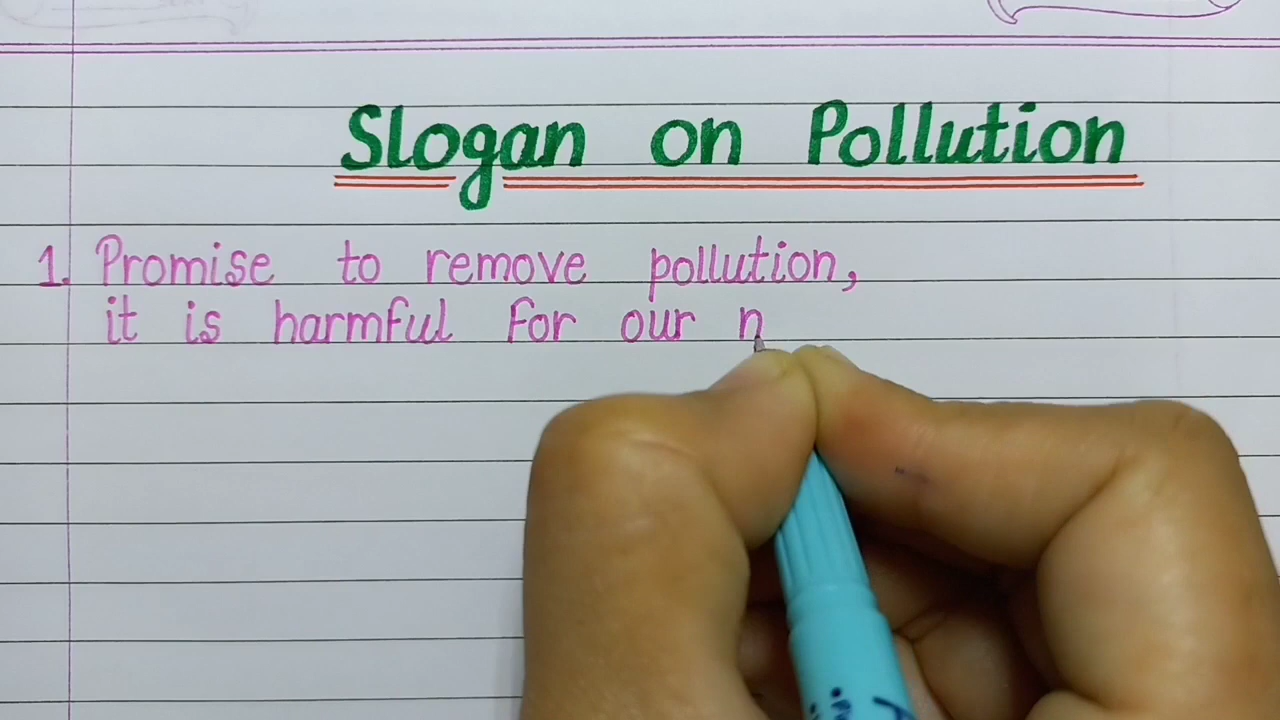 Slogan on Pollution
1. Promise to remove pollution,
it is harmful for our n